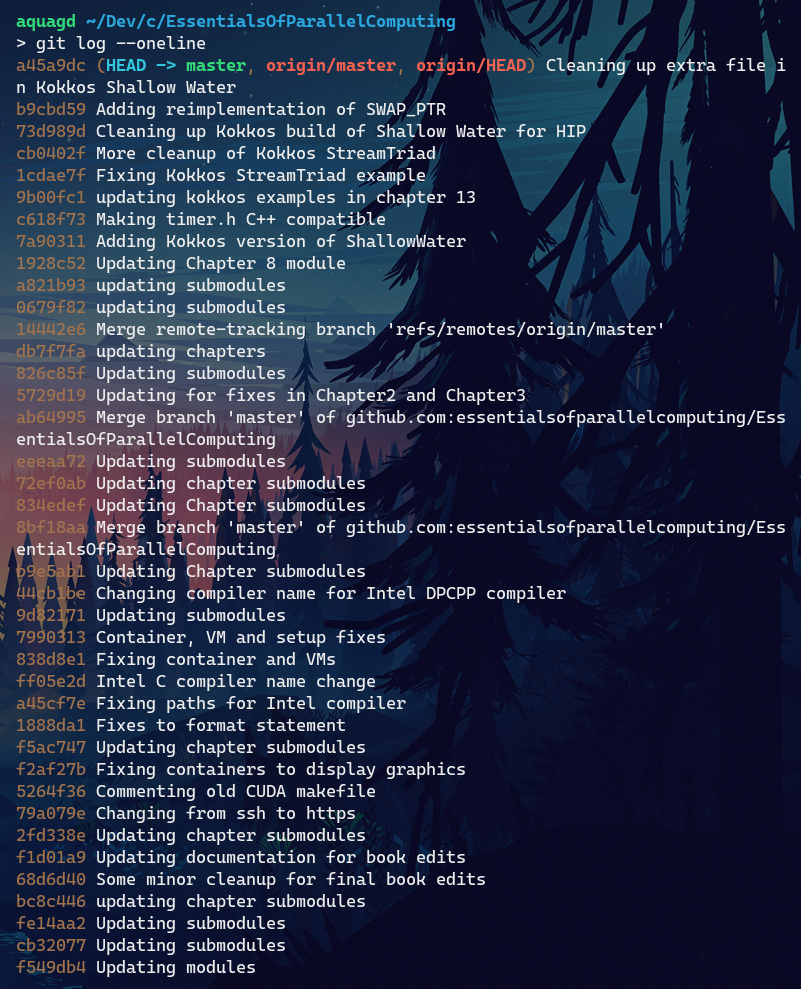 aquagd ~/Dev/c/EssentialsOfParallelComputing
> git log --oneline
a45a9dc (HEAD -> master, origin/master, origin/HEAD) Cleaning up extra file i
n Kokkos Shallow Water
b9cbd59 Adding reimplementation of SWAP_PTR
73d989d Cleaning up Kokkos build of Shallow Water for HIP
cb0402f More cleanup of Kokkos StreamTriad
1cdae7f Fixing Kokkos StreamTriad example
9b00fc1 updating kokkos examples in chapter 13
c618f73 Making timer.h C++ compatible
7a90311 Adding Kokkos version of ShallowWater
1928c52 Updating Chapter 8 module
a821b93 updating submodules
0679f82 updating submodules
14442e6 Merge remote-tracking branch 'refs/remotes/origin/master'
db7f7fa updating chapters
826c85f Updating submodules
5729d19 Updating for fixes in Chapter2 and Chapter3
ab64995 Merge branch 'master' of github.com:essentialsofparallelcomputing/Ess
entialsOfParallelComputing
eeeaa72 Updating submodules
72ef0ab Updating chapter submodules
834edef Updating Chapter submodules
8bf18aa Merge branch 'master' of github.com:essentialsofparallelcomputing/Ess
entialsOfParallelComputing
b9e5ab1 Updating Chapter submodules
44cb1be Changing compiler name for Intel DPCPP compiler
9d82171 Updating submodules
7990313 Container, VM and setup fixes
838d8e1 Fixing container and VMs
ff05e2d Intel C compiler name change
a45cf7e Fixing paths for Intel compiler
1888da1 Fixes to format statement
f5ac747 Updating chapter submodules
f2af27b Fixing containers to display graphics
5264f36 Commenting old CUDA makefile
79a079e Changing from ssh to https
2fd338e Updating chapter submodules
f1d01a9 Updating documentation for book edits
68d6d40 Some minor cleanup for final book edits
bc8c446 updating chapter submodules
fe14aa2 Updating submodules
cb32077 Updating submodules
f549db4 Updating modules